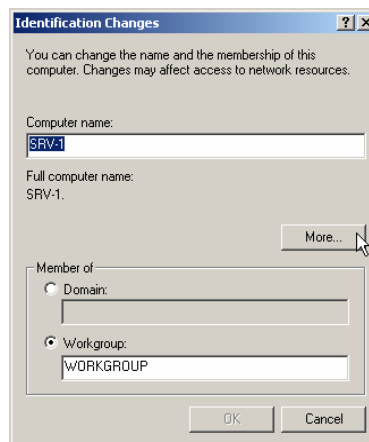 Identification Changes
You can change the name and the membership of this
computer. Changes may affect access to network resources.
Computer name:
SRV-1
Full computer name:
SRV-1.
More...
Member of
Domain:
Workgroup:
WORKGROUP
OK
Cancel